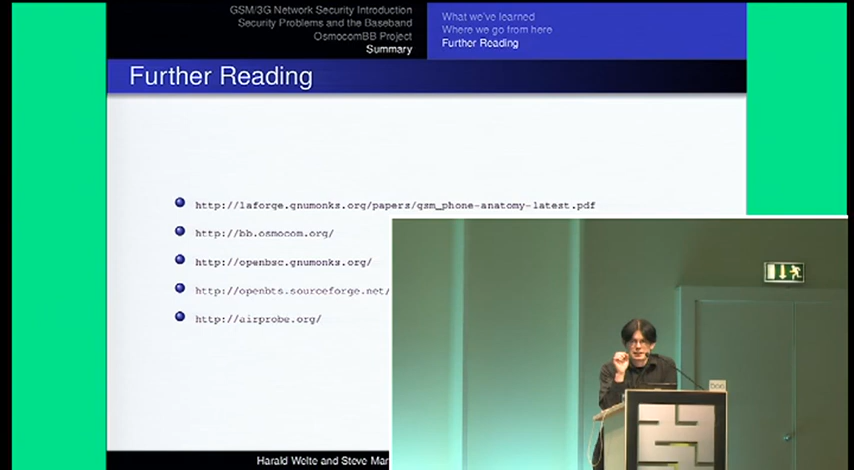 GSM/3G Network Security Introduction
Security Problems and the Baseband
OsmocomBB Project
Summary
What we've learned
Where we go from here
Further Reading
Further Reading
http://laforge.gnumonks.org/papers/gsm_phone-anatomy-latest.pdf
http://bb.osmocom.org/
http://openbsc.gnumonks.org/
http://openbts.sourceforge.net/
http://airprobe.org/
Harald Welte and Steve Mar